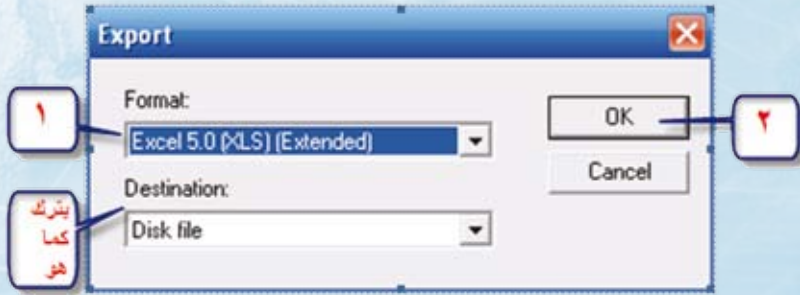 Export
Format:
١
Excel 5.0 (XLS) (Extended)
OK
٢
Cancel
Destination:
يترك
كما
هو
Disk file